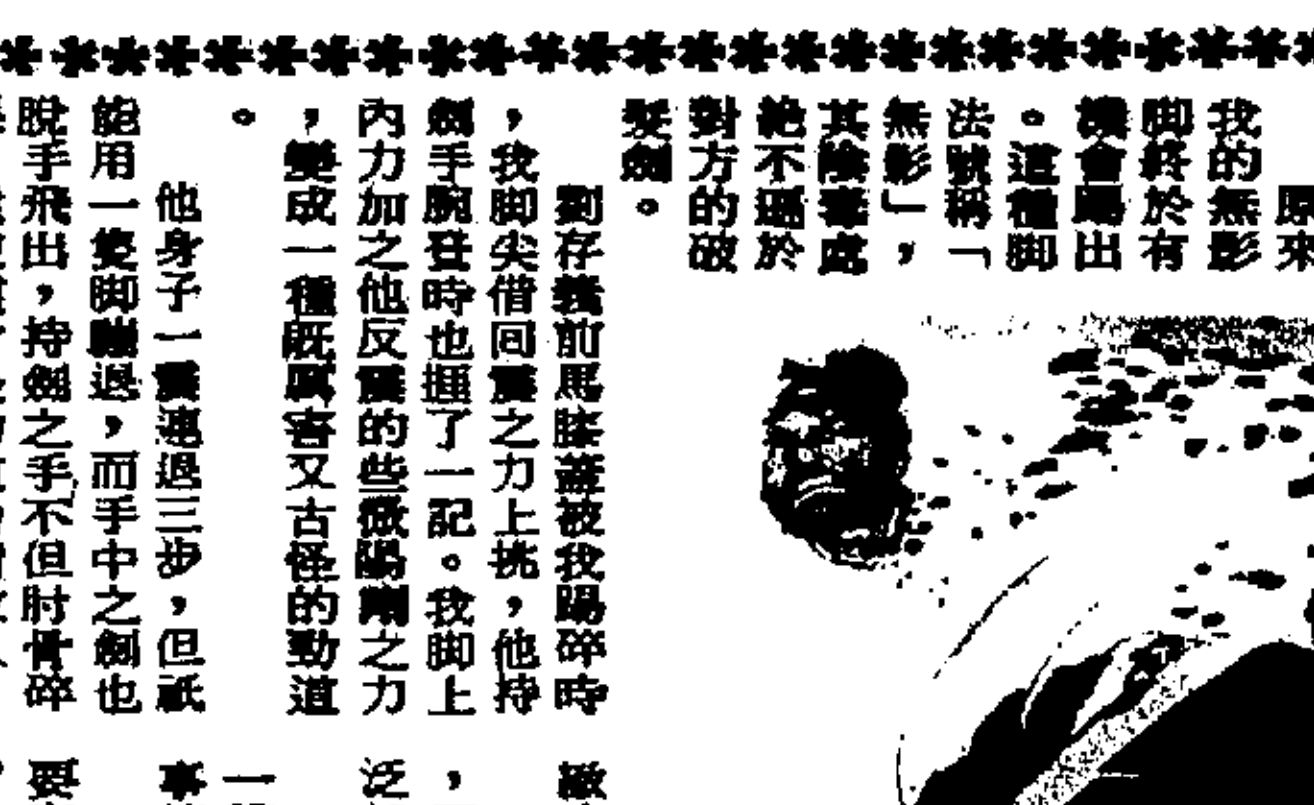 原來
我的無影
脚終於有
機會踢出
。這種脚
法號稱「
無影」，
其陰毒處
絶不遜於
對方的破
髮劍。
劉存義前馬膝蓋被我踢碎時
，我脚尖借回震之力上挑，他持
劍手腕登時也捱了一記。我脚上
內力加之他反震的些微陽剛之力
，變成一種既厲害又古怪的勁道
。
他身子一震連退三步，但祇
能用一隻脚蹦退，而手中之劍也
脫手飛出，持劍之手不但肘骨碎